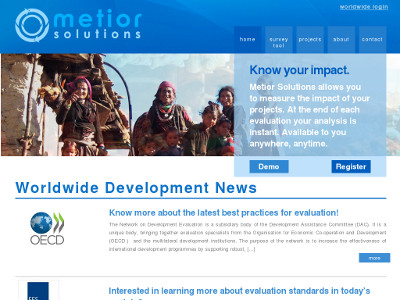 worldwide login
metior
solutions
home
survey
tool
projects
about
contact
Know your impact.
Metior Solutions allows you
to measure the impact of your
projects. At the end of each
evaluation your analysis is
instant. Available to you
anywhere, anytime.
Demo
Register
Worldwide Development News
Know more about the latest best practices for evaluation!
The Network on Development Evaluation is a subsidiary body of the Development Assistance Committee (DAC). It is a
unique body, bringing together evaluation specialists from the Organisation for Economic Cooperation and Development
(OECD) and the multilateral development institutions. The purpose of the network is to increase the effectiveness of
international development programmes by supporting robust, [...]
OECD
more
Interested in learning more about evaluation standards in today's
EES